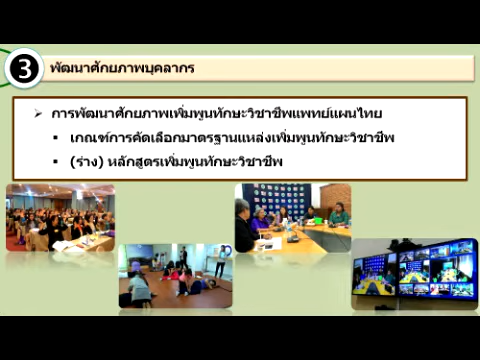 3
พัฒนาศักยภาพบุคลากร
➢ การพัฒนาศักยภาพเพิ่มพูนทักษะวิชาชีพแพทย์แผนไทย
▪ เกณฑ์การคัดเลือกมาตรฐานแหล่งเพิ่มพูนทักษะวิชาชีพ
▪ (ร่าง) หลักสูตรเพิ่มพูนทักษะวิชาชีพ